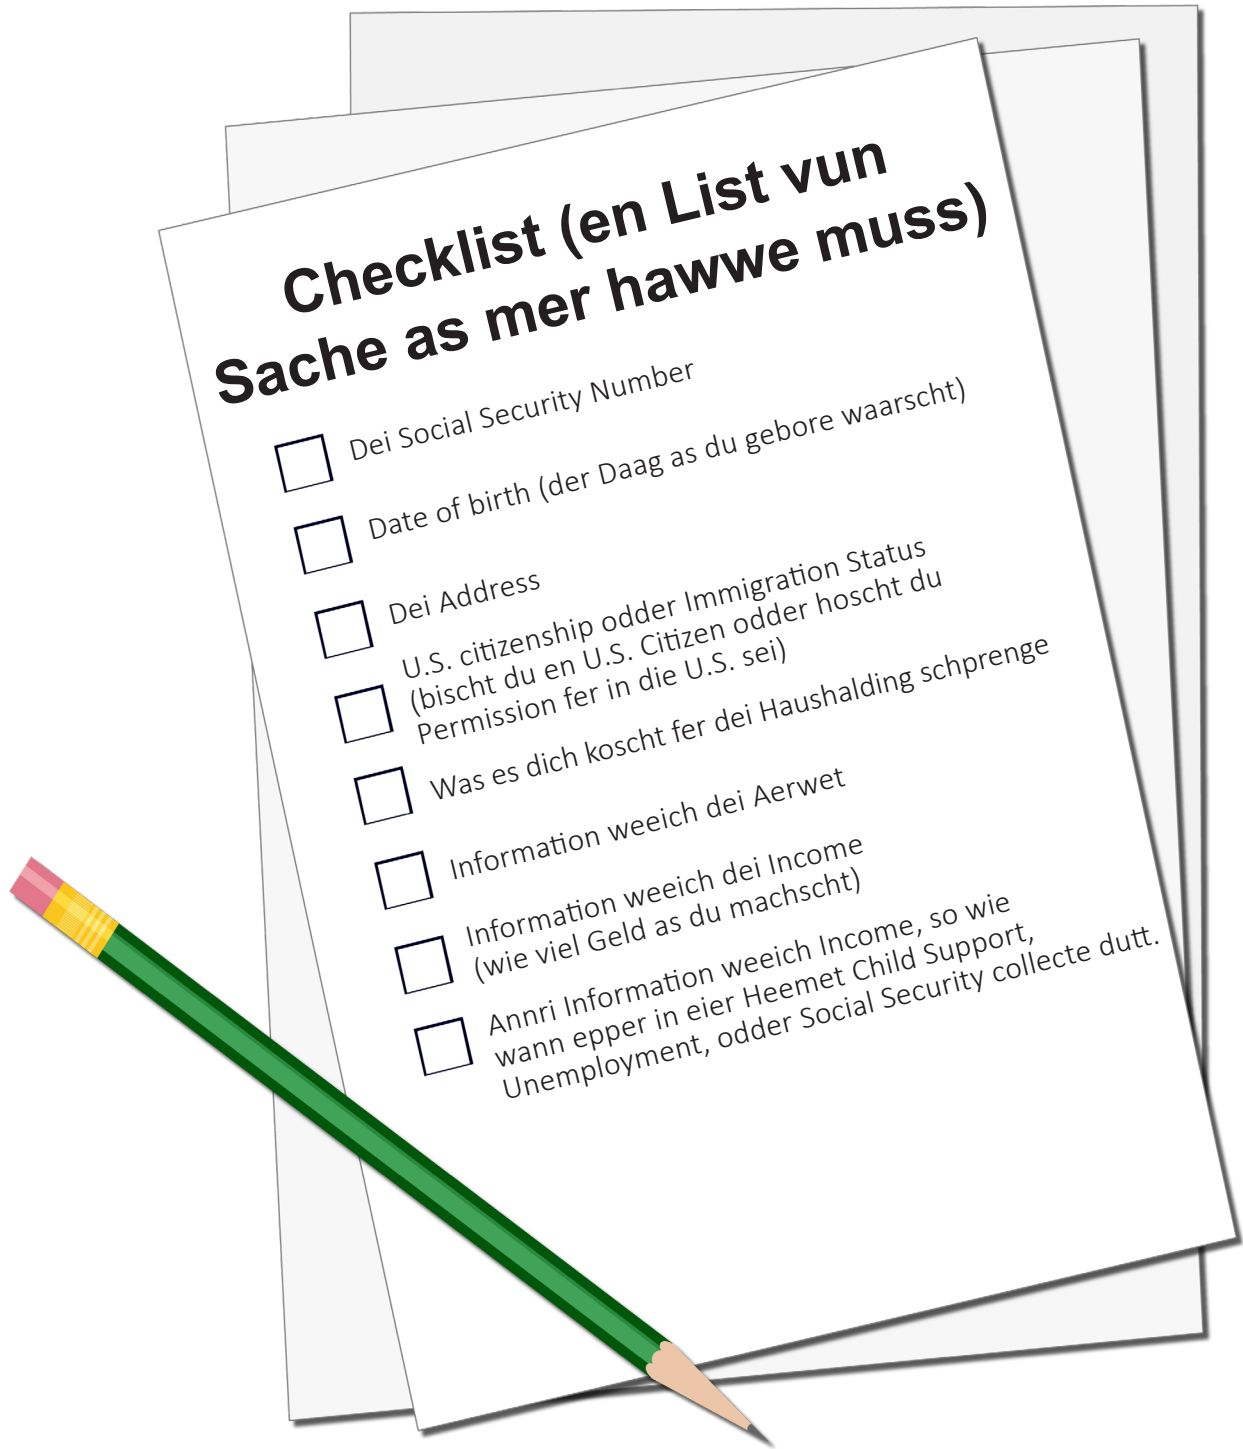 Checklist (en List vun
Sache as mer hawwe muss)
Dei Social Security Number
Date of birth (der Daag as du gebore waarscht)
Dei Address
U.S. citizenship odder Immigration Status
(bischt du en U.S. Citizen odder hoscht du
Permission fer in die U.S. sei)
Was es dich koscht fer dei Haushalding schprenge
Information weeich dei Aerwet
Information weeich dei Income
(wie viel Geld as du machscht)
Annri Information weeich Income, so wie
wann epper in eier Heemet Child Support,
Unemployment, odder Social Security collecte dutt.